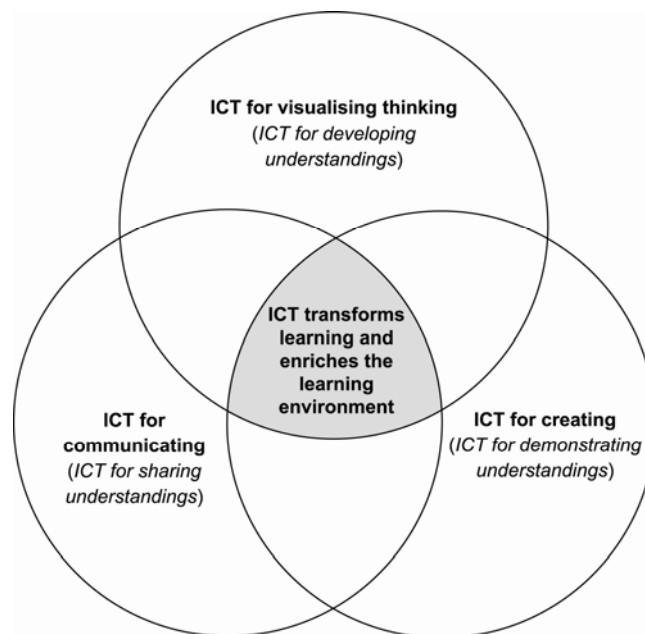 ICT for visualising thinking
(ICT for developing
understandings)
ICT transforms
learning and
enriches the
learning
environment
ICT for
communicating
(ICT for sharing
understandings)
ICT for creating
(ICT for demonstrating
understandings)